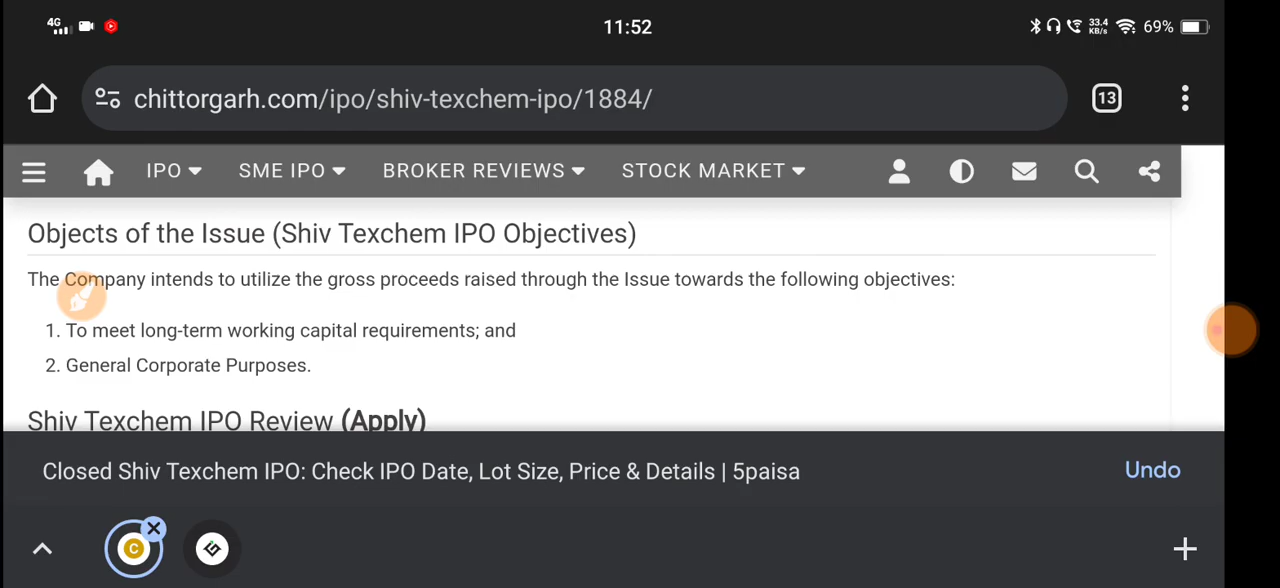 4G 11:52 33.4 KB/s 69%
chittorgarh.com/ipo/shiv-texchem-ipo/1884/ 13
IPO SME IPO BROKER REVIEWS STOCK MARKET
Objects of the Issue (Shiv Texchem IPO Objectives)
The Company intends to utilize the gross proceeds raised through the Issue towards the following objectives:
1. To meet long-term working capital requirements; and
2. General Corporate Purposes.
Shiv Texchem IPO Review (Apply)
Closed Shiv Texchem IPO: Check IPO Date, Lot Size, Price & Details | 5paisa Undo
C